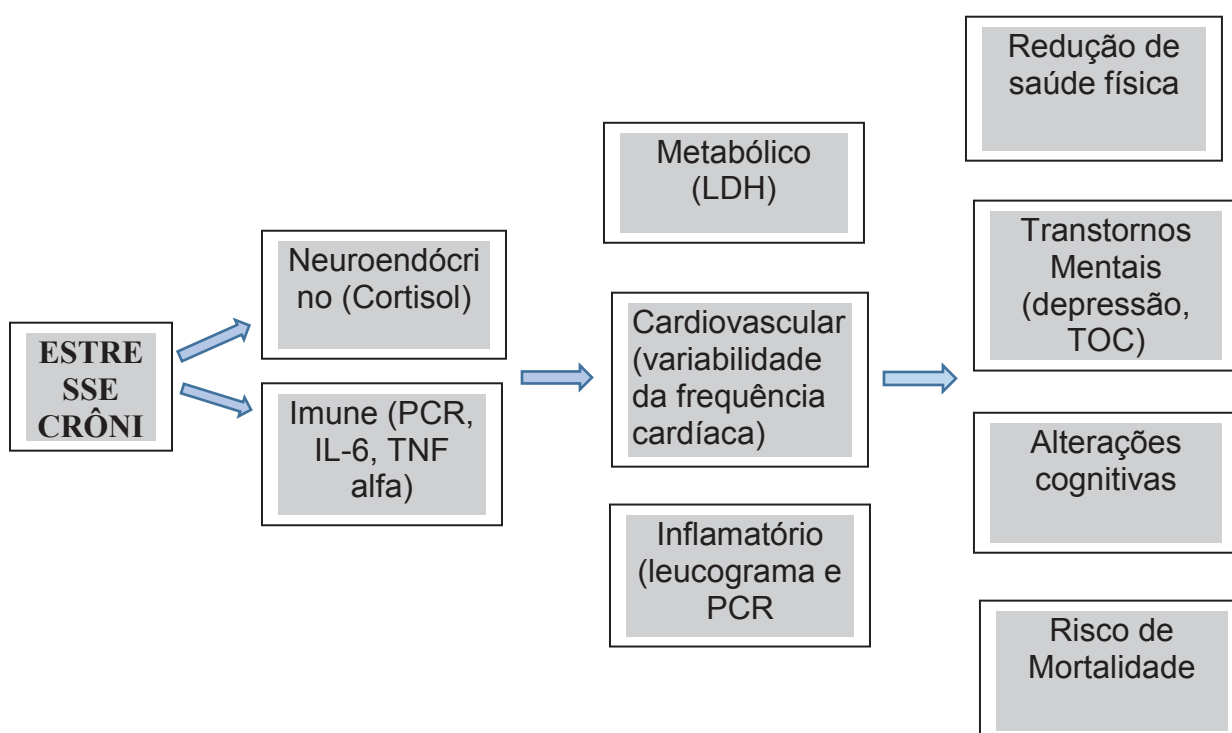 ESTRE
SSE
CRÔNI
Neuroendócri
no (Cortisol)
Imune (PCR,
IL-6, TNF
alfa)
Metabólico
(LDH)
Cardiovascular
(variabilidade
da frequência
cardíaca)
Inflamatório
(leucograma e
PCR
Redução de
saúde física
Transtornos
Mentais
(depressão,
TOC)
Alterações
cognitivas
Risco de
Mortalidade